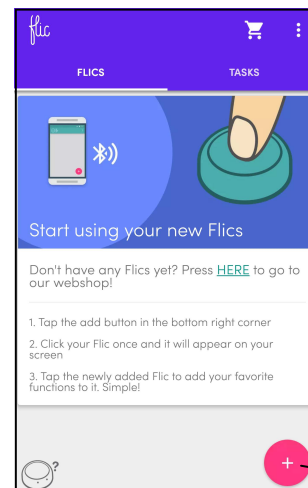 flic
FLICS
TASKS
Start using your new Flics
Don't have any Flics yet? Press HERE to go to
our webshop!
1. Tap the add button in the bottom right corner
2. Click your Flic once and it will appear on your
screen
3. Tap the newly added Flic to add your favorite
functions to it. Simple!
?
+